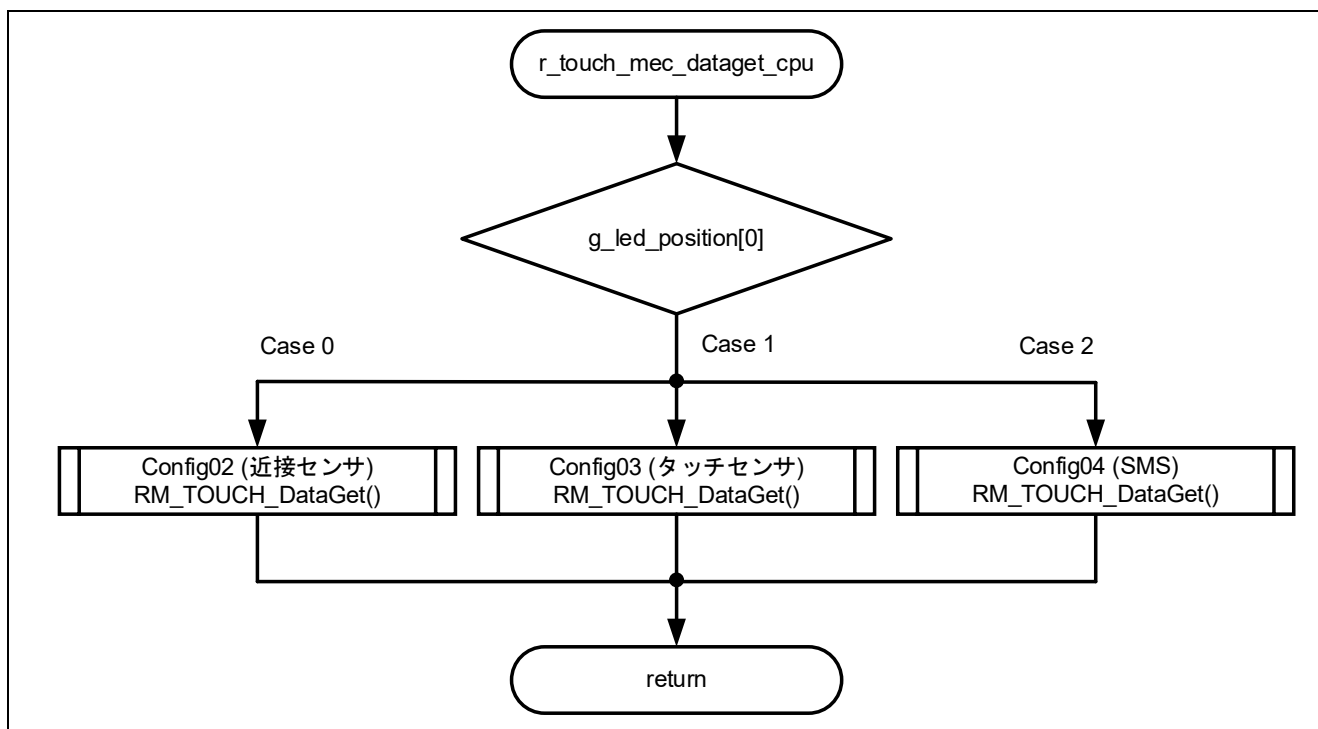 r_touch_mec_dataget_cpu
g_led_position[0]
Case 0
Case 1
Case 2
Config02 (近接センサ)
RM_TOUCH_DataGet()
Config03 (タッチセンサ)
RM_TOUCH_DataGet()
Config04 (SMS)
RM_TOUCH_DataGet()
return